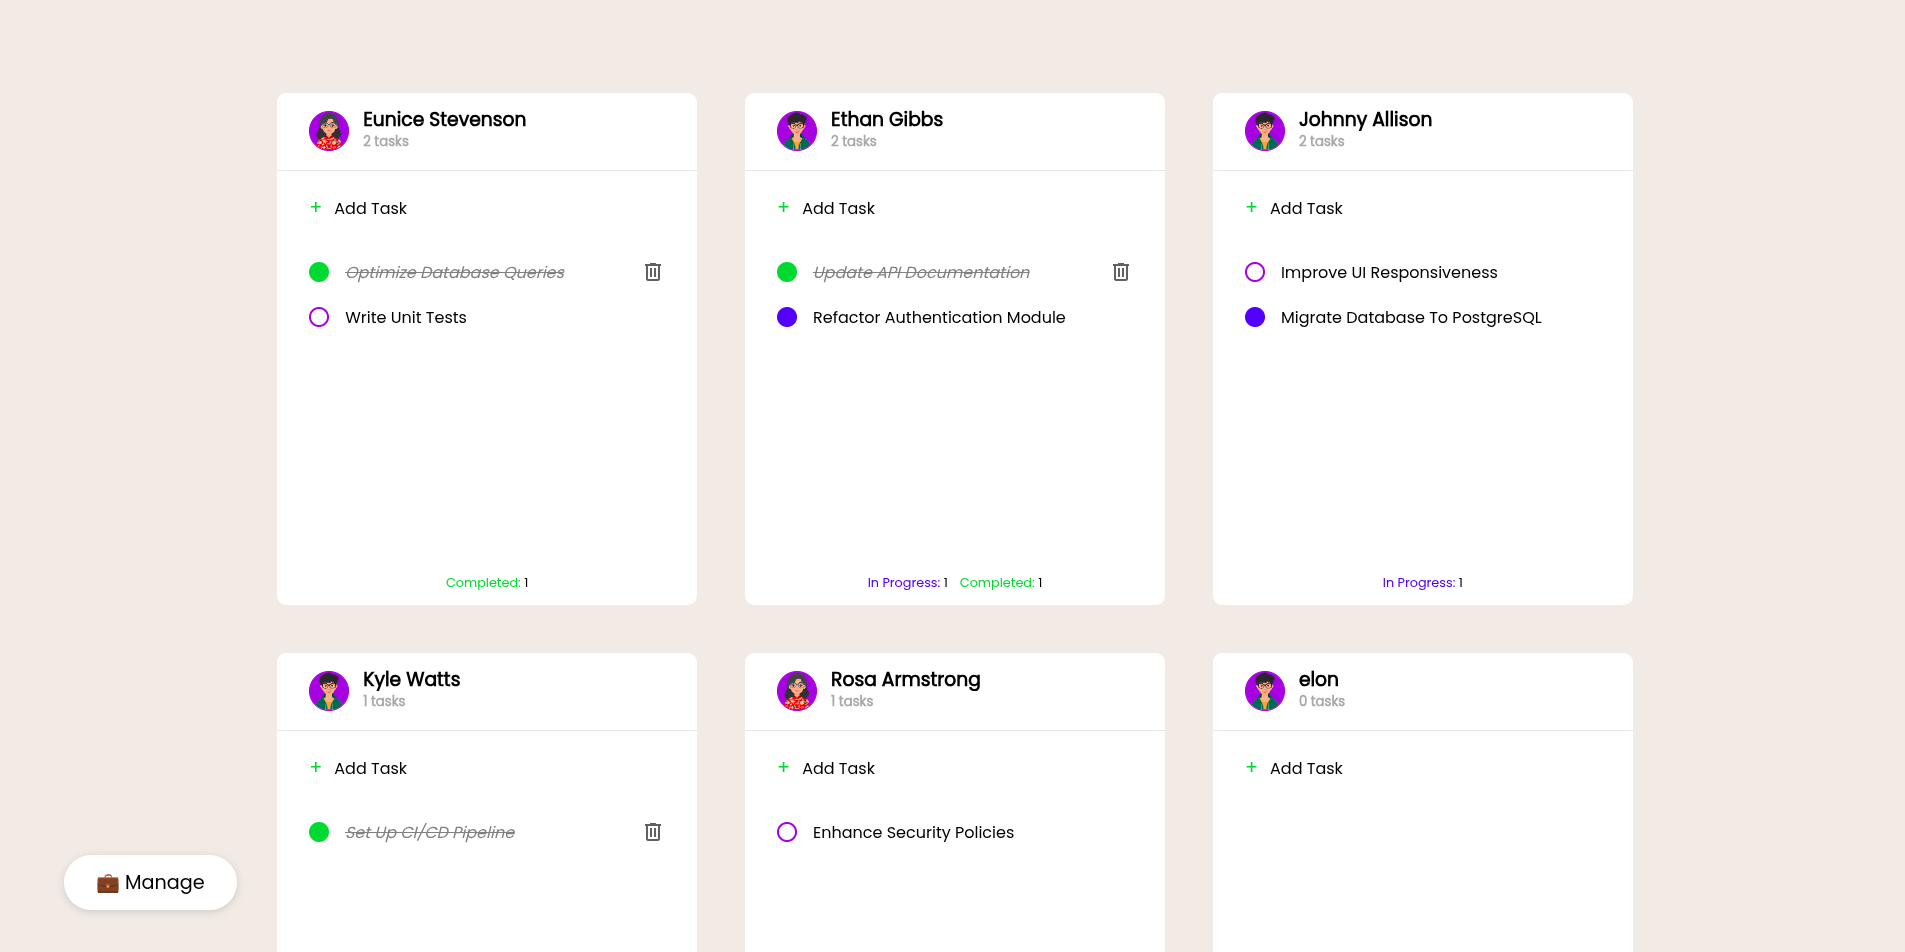 Eunice Stevenson
2 tasks
+ Add Task
Optimize Database Queries
Write Unit Tests
Completed: 1
Ethan Gibbs
2 tasks
+ Add Task
Update API Documentation
Refactor Authentication Module
In Progress: 1 Completed: 1
Johnny Allison
2 tasks
+ Add Task
Improve UI Responsiveness
Migrate Database To PostgreSQL
In Progress: 1
Kyle Watts
1 tasks
+ Add Task
Set Up CI/CD Pipeline
Rosa Armstrong
1 tasks
+ Add Task
Enhance Security Policies
elon
0 tasks
+ Add Task
Manage